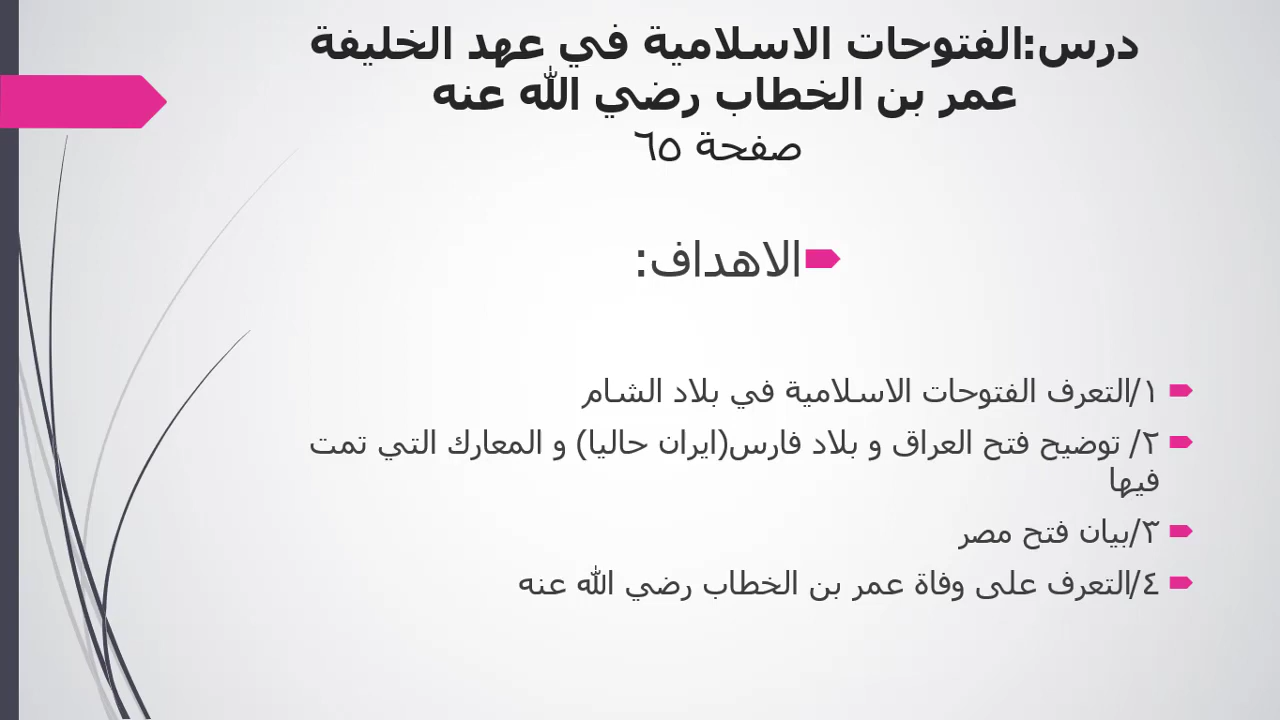 درس:الفتوحات الاسلامية في عهد الخليفة
عمر بن الخطاب رضي الله عنه
صفحة ٦٥
الاهداف:
١/التعرف الفتوحات الاسلامية في بلاد الشام
٢/ توضيح فتح العراق و بلاد فارس(ايران حاليا) و المعارك التي تمت
فيها
٣/بيان فتح مصر
٤/التعرف على وفاة عمر بن الخطاب رضي الله عنه